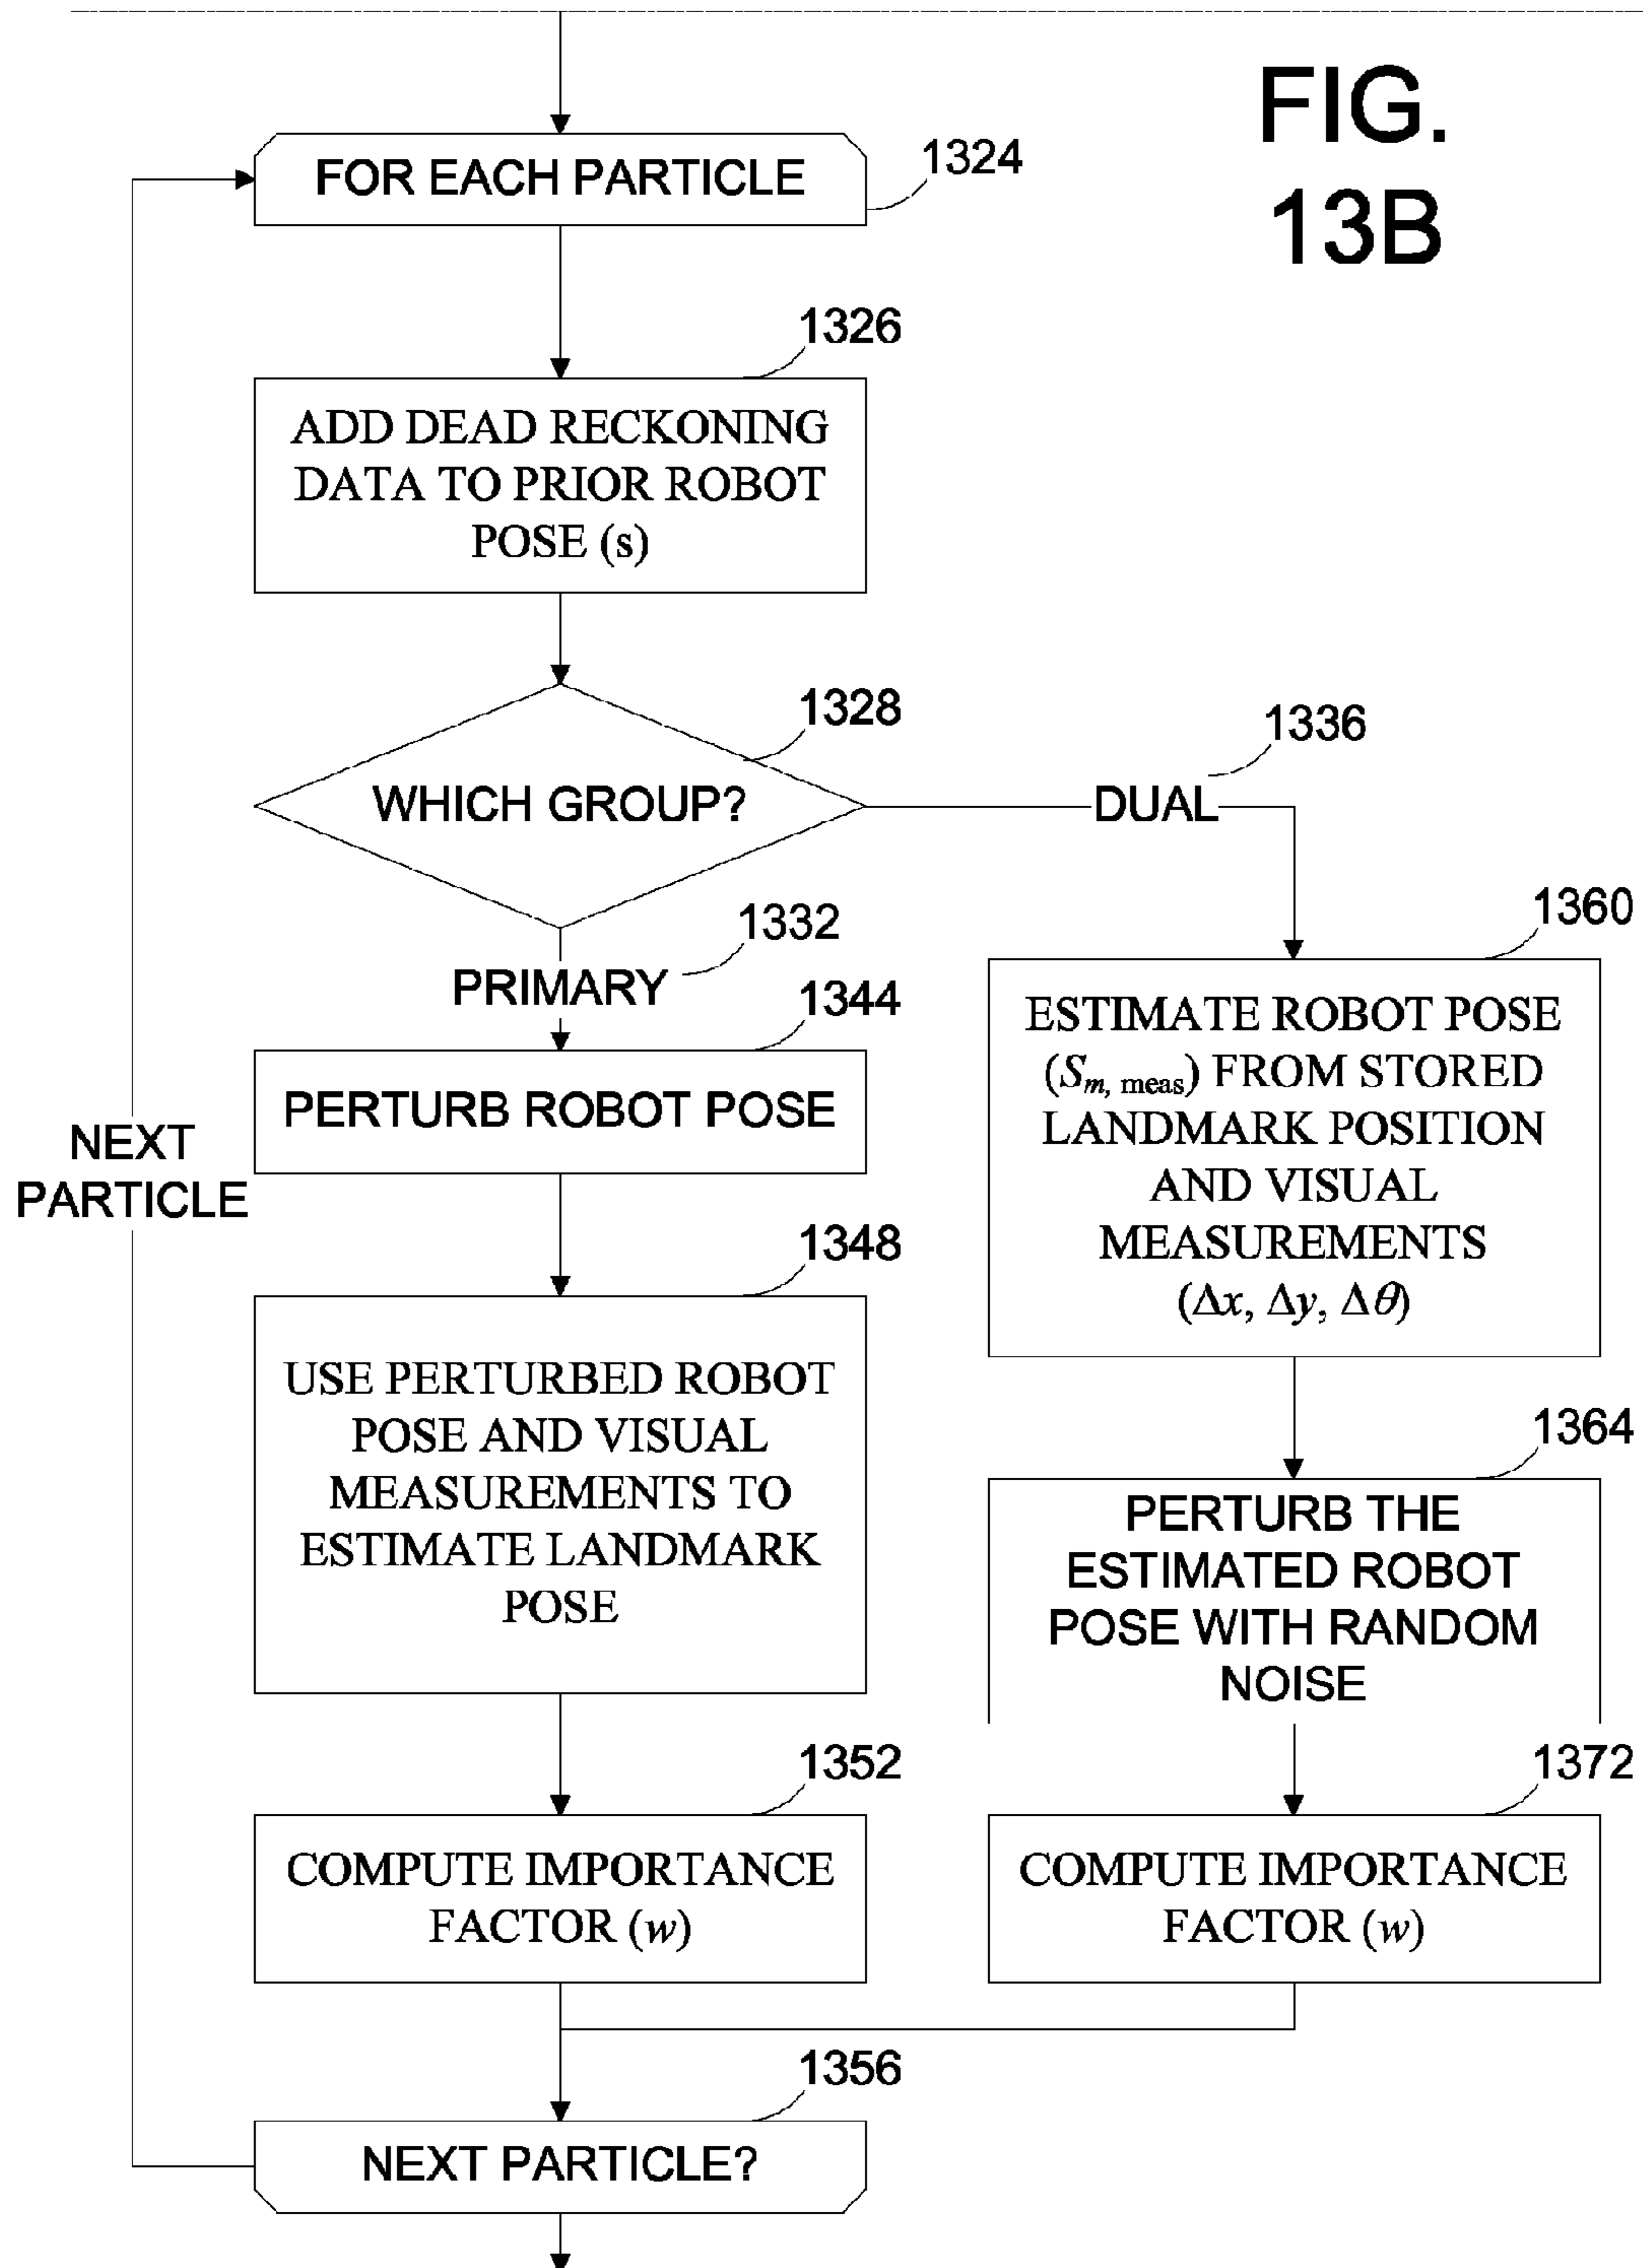 FIG.
13B
FOR EACH PARTICLE
1324
1326
ADD DEAD RECKONING
DATA TO PRIOR ROBOT
POSE (s)
1328
WHICH GROUP?
1336
DUAL
1332
PRIMARY
1344
PERTURB ROBOT POSE
NEXT
PARTICLE
1348
USE PERTURBED ROBOT
POSE AND VISUAL
MEASUREMENTS TO
ESTIMATE LANDMARK
POSE
1352
COMPUTE IMPORTANCE
FACTOR (w)
1360
ESTIMATE ROBOT POSE
(Sm, meas) FROM STORED
LANDMARK POSITION
AND VISUAL
MEASUREMENTS
(Δx, Δy, Δθ)
1364
PERTURB THE
ESTIMATED ROBOT
POSE WITH RANDOM
NOISE
1372
COMPUTE IMPORTANCE
FACTOR (w)
1356
NEXT PARTICLE?